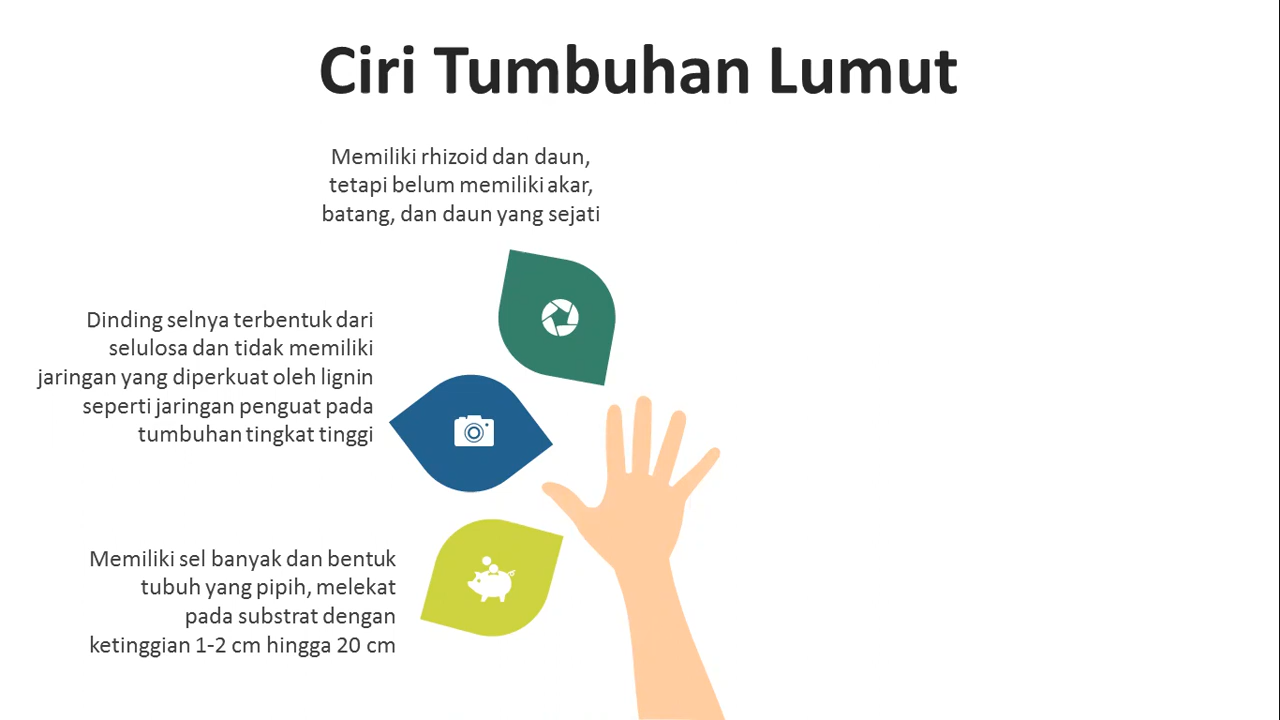 Ciri Tumbuhan Lumut
Memiliki rhizoid dan daun,
tetapi belum memiliki akar,
batang, dan daun yang sejati
Dinding selnya terbentuk dari
selulosa dan tidak memiliki
jaringan yang diperkuat oleh lignin
seperti jaringan penguat pada
tumbuhan tingkat tinggi
Memiliki sel banyak dan bentuk
tubuh yang pipih, melekat
pada substrat dengan
ketinggian 1-2 cm hingga 20 cm